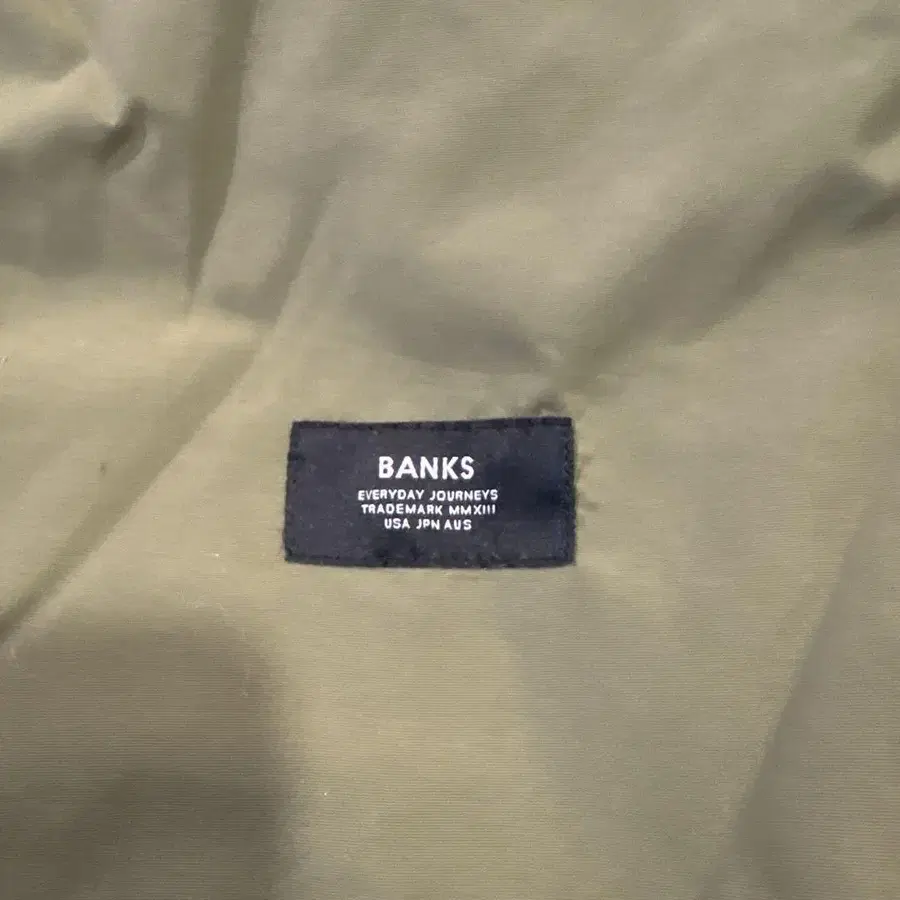 BANKS
EVERYDAY JOURNEYS
TRADEMARK MMXIII
USA JPN AUS